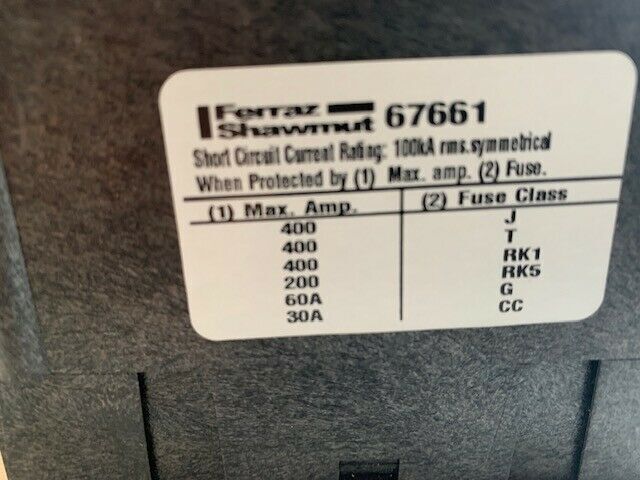 Ferraz
Shawmut 67661
Short Circuit Current Rating: 100kA rms.symmetrical
When Protected by (1) Max. amp. (2) Fuse.
(1) Max. Amp. (2) Fuse Class
400 J
400 T
400 RK1
200 RK5
60A G
30A CC